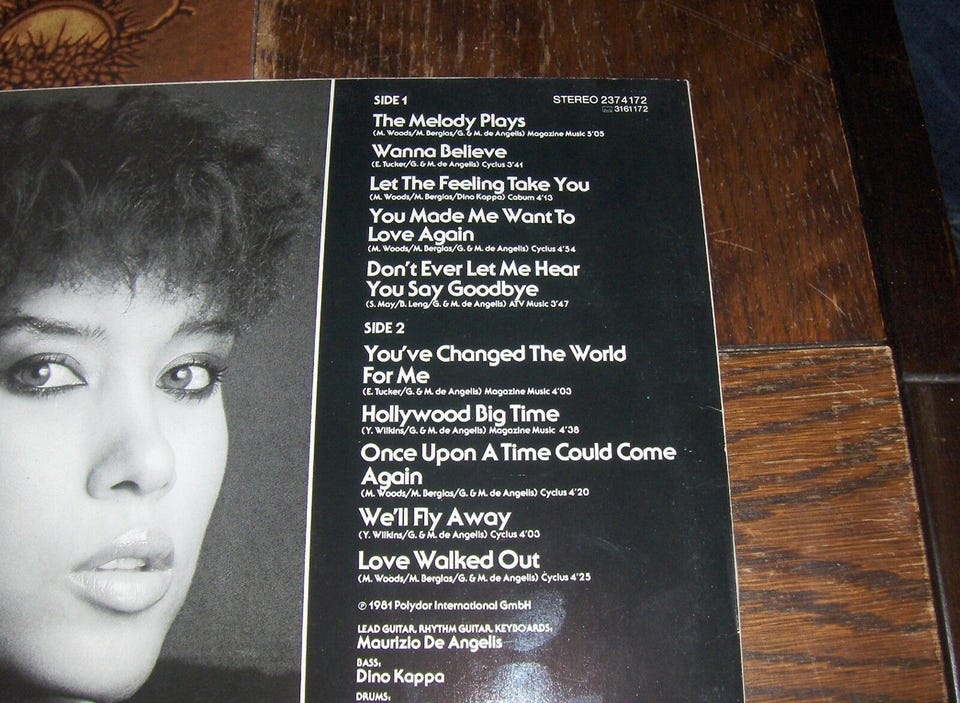 SIDE 1
STEREO 2374172
3161172
The Melody Plays
(M. Woods/M. Berglas/G. & M. de Angelis) Magazine Music 5'05
Wanna Believe
(E. Tucker/G. & M. de Angelis) Cyclus 3'41
Let The Feeling Take You
(M. Woods/M. Berglas/Dino Kappa) Cabum 4'13
You Made Me Want To
Love Again
(M. Woods/M. Berglas/G. & M. de Angelis) Cyclus 4'54
Don't Ever Let Me Hear
You Say Goodbye
(S. May/B. Leng/G. & M. de Angelis) ATV Music 3'47
SIDE 2
You've Changed The World
For Me
(E. Tucker/G. & M. de Angelis) Magazine Music 4'03
Hollywood Big Time
(Y. Wilkins/G. & M. de Angelis) Magazine Music 4'38
Once Upon A Time Could Come
Again
(M. Woods/M. Berglas/G. & M. de Angelis) Cyclus 4'20
We'll Fly Away
(Y. Wilkins/G. & M. de Angelis) Cyclus 4'03
Love Walked Out
(M. Woods/M. Berglas/G. & M. de Angelis) Cyclus 4'25
℗ 1981 Polydor International GmbH
LEAD GUITAR, RHYTHM GUITAR, KEYBOARDS:
Maurizio De Angelis
BASS:
Dino Kappa
DRUMS: